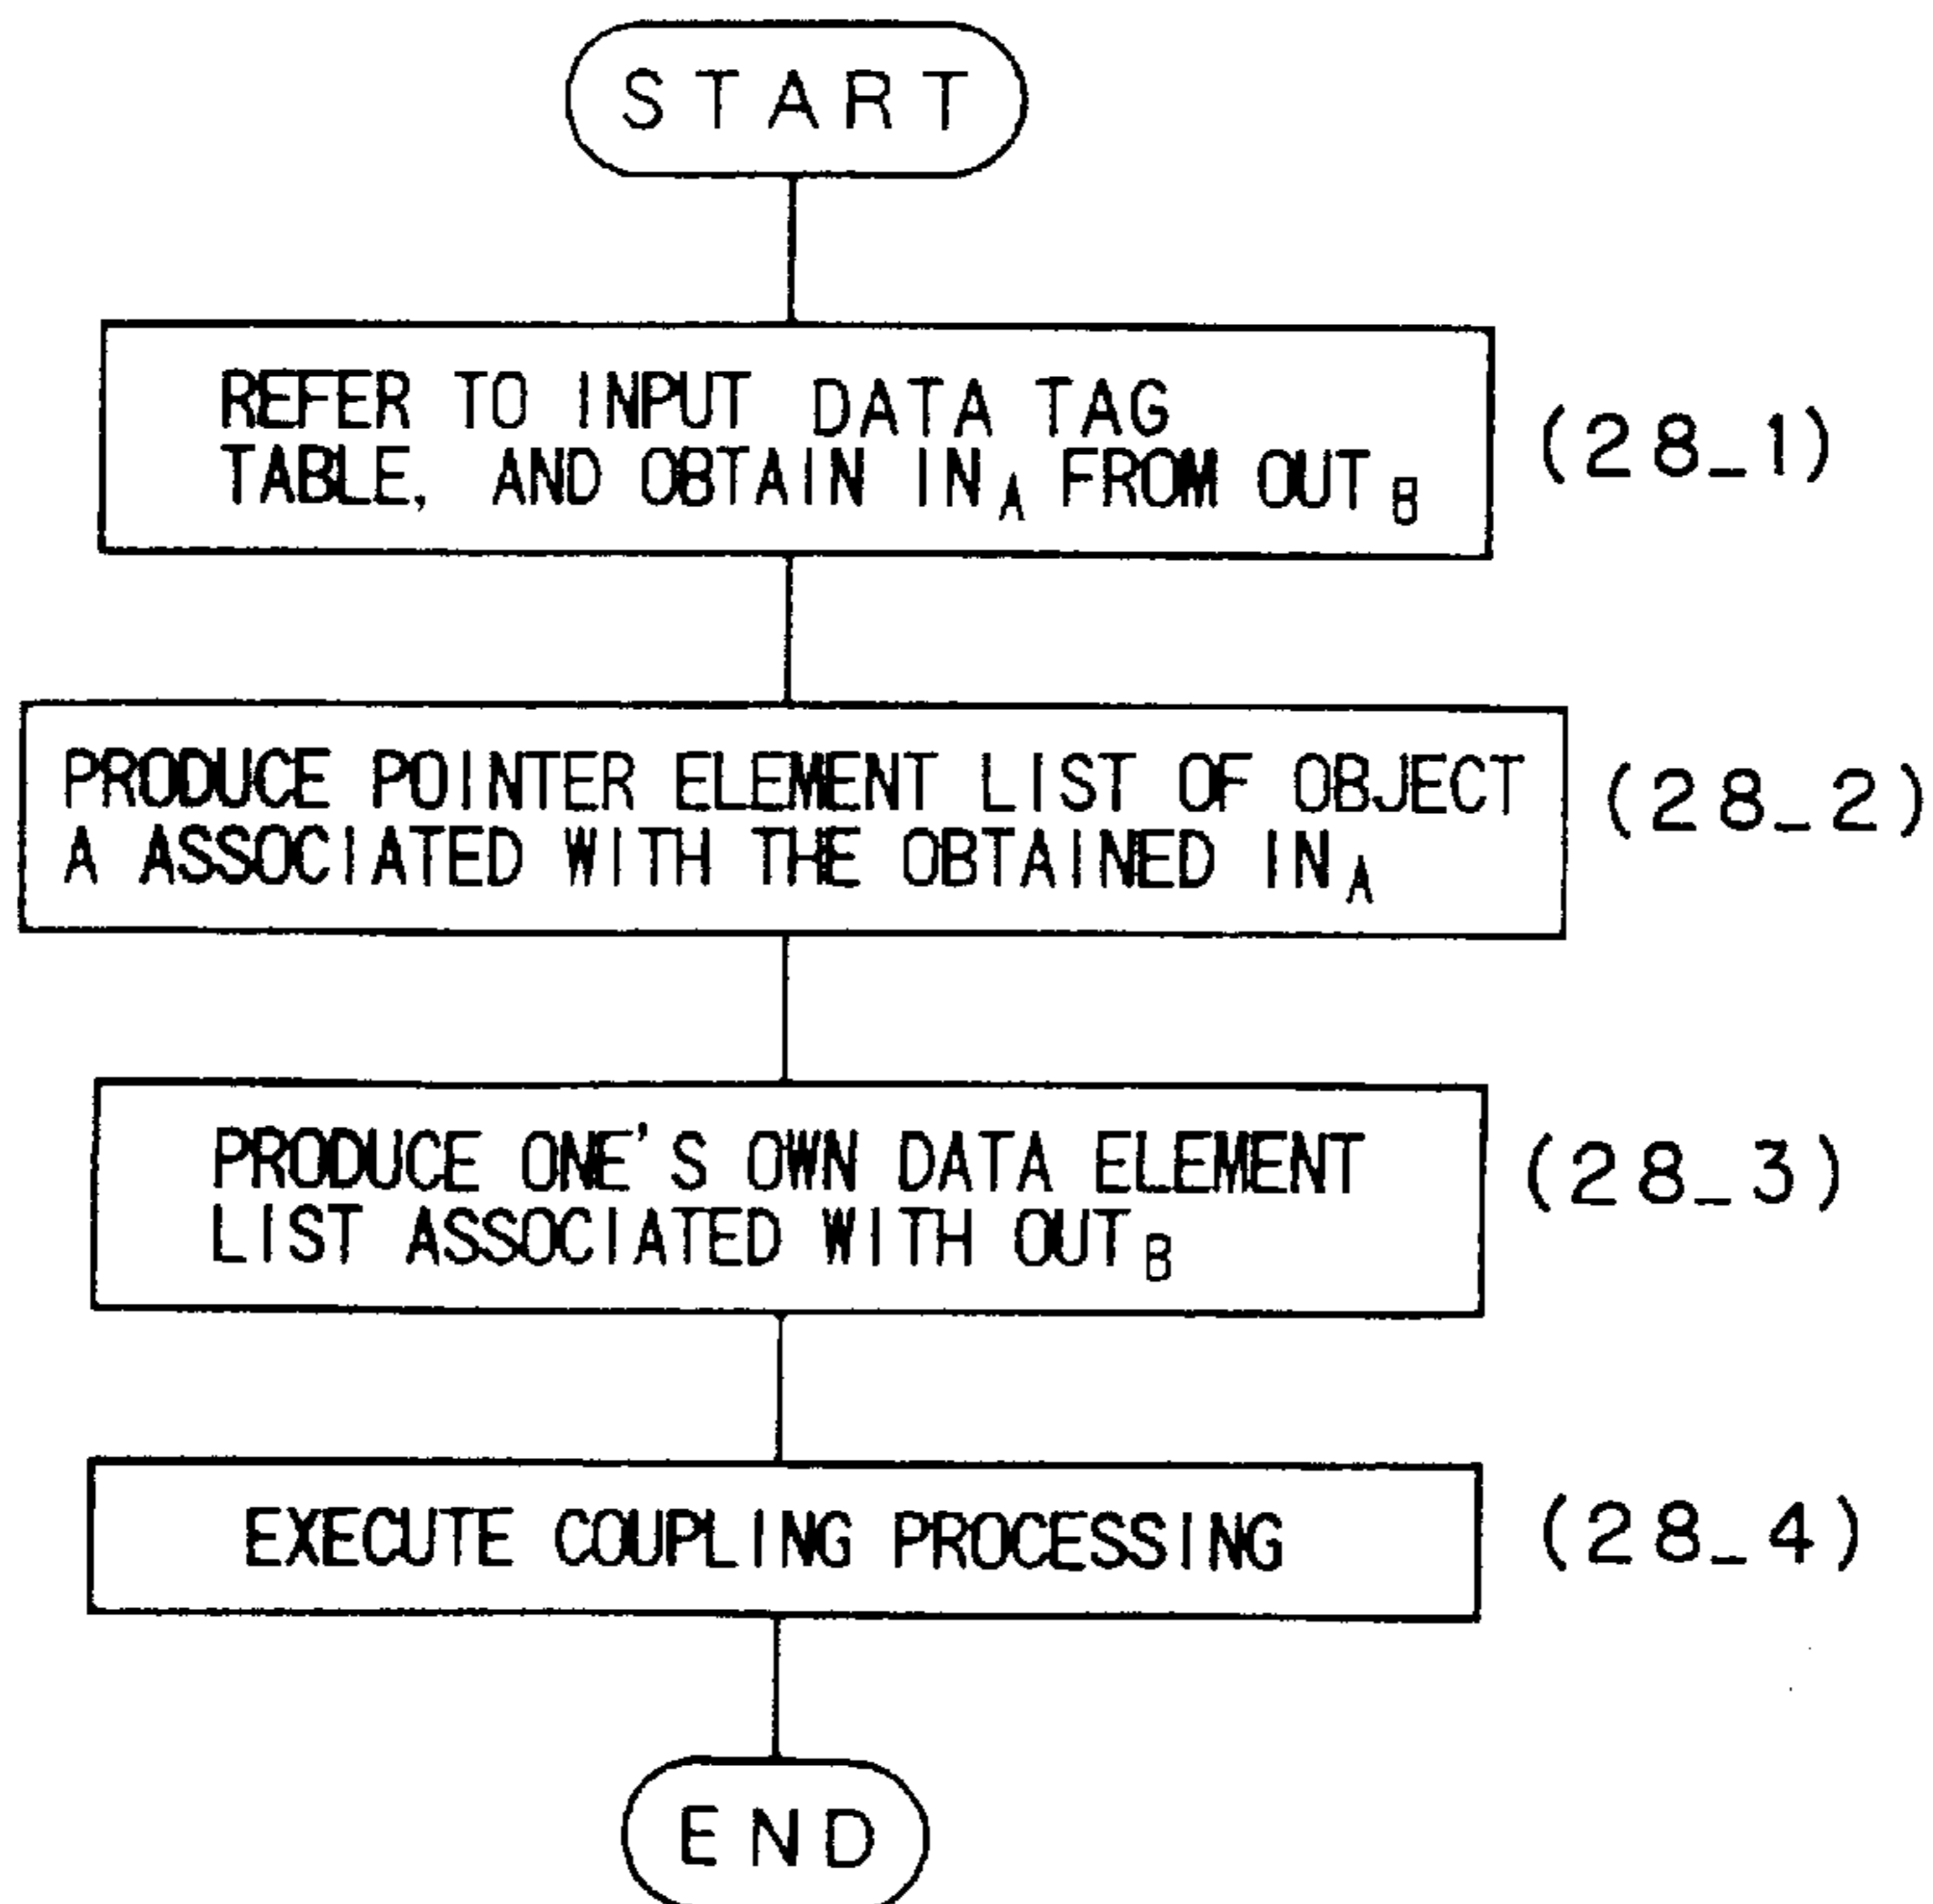 START
REFER TO INPUT DATA TAG
TABLE, AND OBTAIN IN_A FROM OUT_B
(28_1)
PRODUCE POINTER ELEMENT LIST OF OBJECT
A ASSOCIATED WITH THE OBTAINED IN_A
(28_2)
PRODUCE ONE'S OWN DATA ELEMENT
LIST ASSOCIATED WITH OUT_B
(28_3)
EXECUTE COUPLING PROCESSING
(28_4)
END